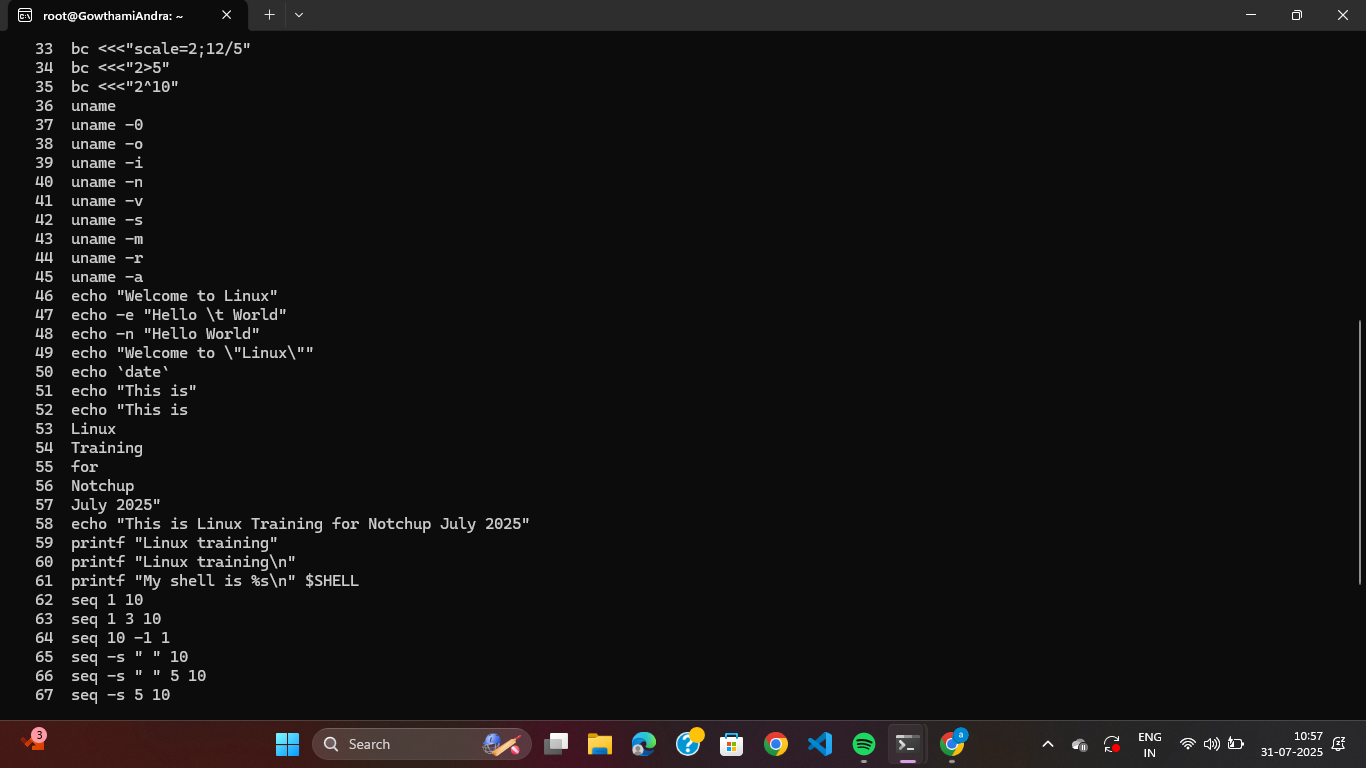 root@GowthamiAndra: ~
33 bc <<<"scale=2;12/5"
34 bc <<<"2>5"
35 bc <<<"2^10"
36 uname
37 uname -0
38 uname -o
39 uname -i
40 uname -n
41 uname -v
42 uname -s
43 uname -m
44 uname -r
45 uname -a
46 echo "Welcome to Linux"
47 echo -e "Hello \t World"
48 echo -n "Hello World"
49 echo "Welcome to \"Linux\""
50 echo `date`
51 echo "This is"
52 echo "This is
53 Linux
54 Training
55 for
56 Notchup
57 July 2025"
58 echo "This is Linux Training for Notchup July 2025"
59 printf "Linux training"
60 printf "Linux training\n"
61 printf "My shell is %s\n" $SHELL
62 seq 1 10
63 seq 1 3 10
64 seq 10 -1 1
65 seq -s " " 10
66 seq -s " " 5 10
67 seq -s 5 10
3
Search
a
ENG
IN
10:57
31-07-2025